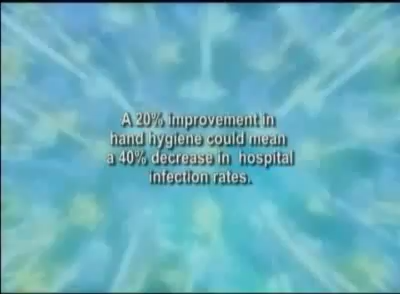 A 20% improvement in
hand hygiene could mean
a 40% decrease in hospital
infection rates.